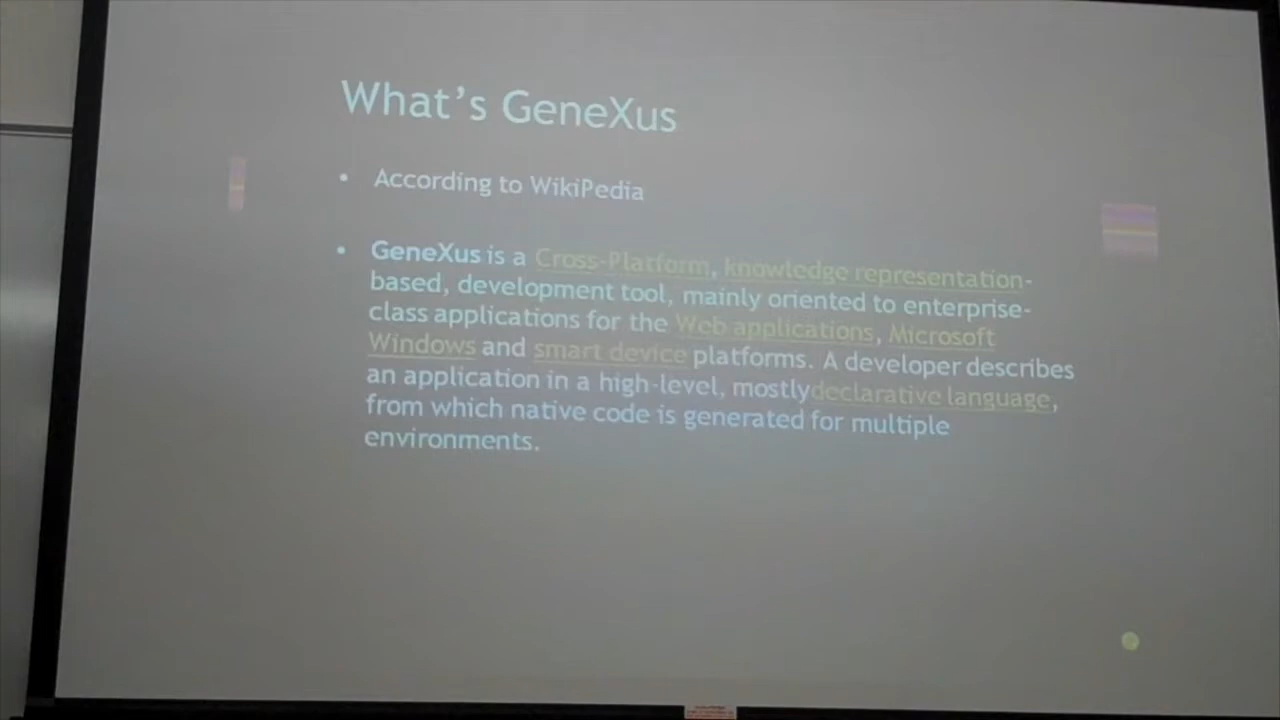 What's GeneXus
• According to WikiPedia
• GeneXus is a Cross-Platform, knowledge representation-
based, development tool, mainly oriented to enterprise-
class applications for the Web applications, Microsoft
Windows and smart device platforms. A developer describes
an application in a high-level, mostlydeclarative language,
from which native code is generated for multiple
environments.